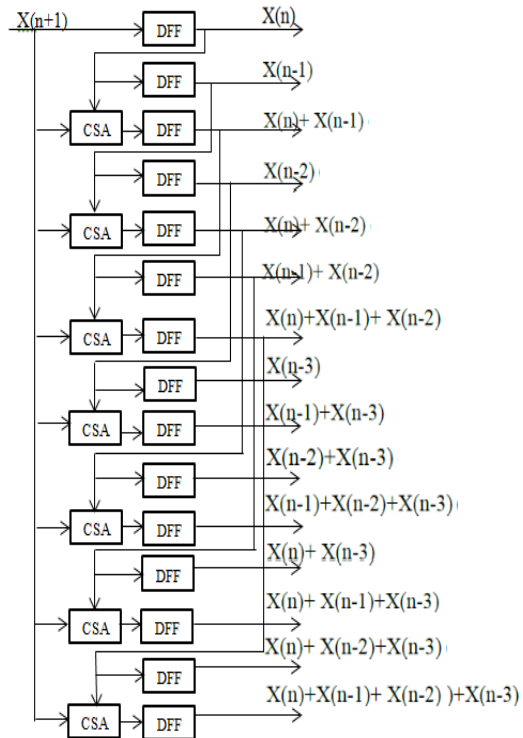 X(n+1) DFF X(n)
DFF X(n-1)
CSA DFF X(n)+ X(n-1)
DFF X(n-2)
CSA DFF X(n)+ X(n-2)
DFF X(n-1)+ X(n-2)
CSA DFF X(n)+X(n-1)+ X(n-2)
DFF X(n-3)
CSA DFF X(n-1)+X(n-3)
DFF X(n-2)+X(n-3)
CSA DFF X(n-1)+X(n-2)+X(n-3)
DFF X(n)+ X(n-3)
CSA DFF X(n)+ X(n-1)+X(n-3)
DFF X(n)+ X(n-2)+X(n-3)
CSA DFF X(n)+X(n-1)+ X(n-2) )+X(n-3)